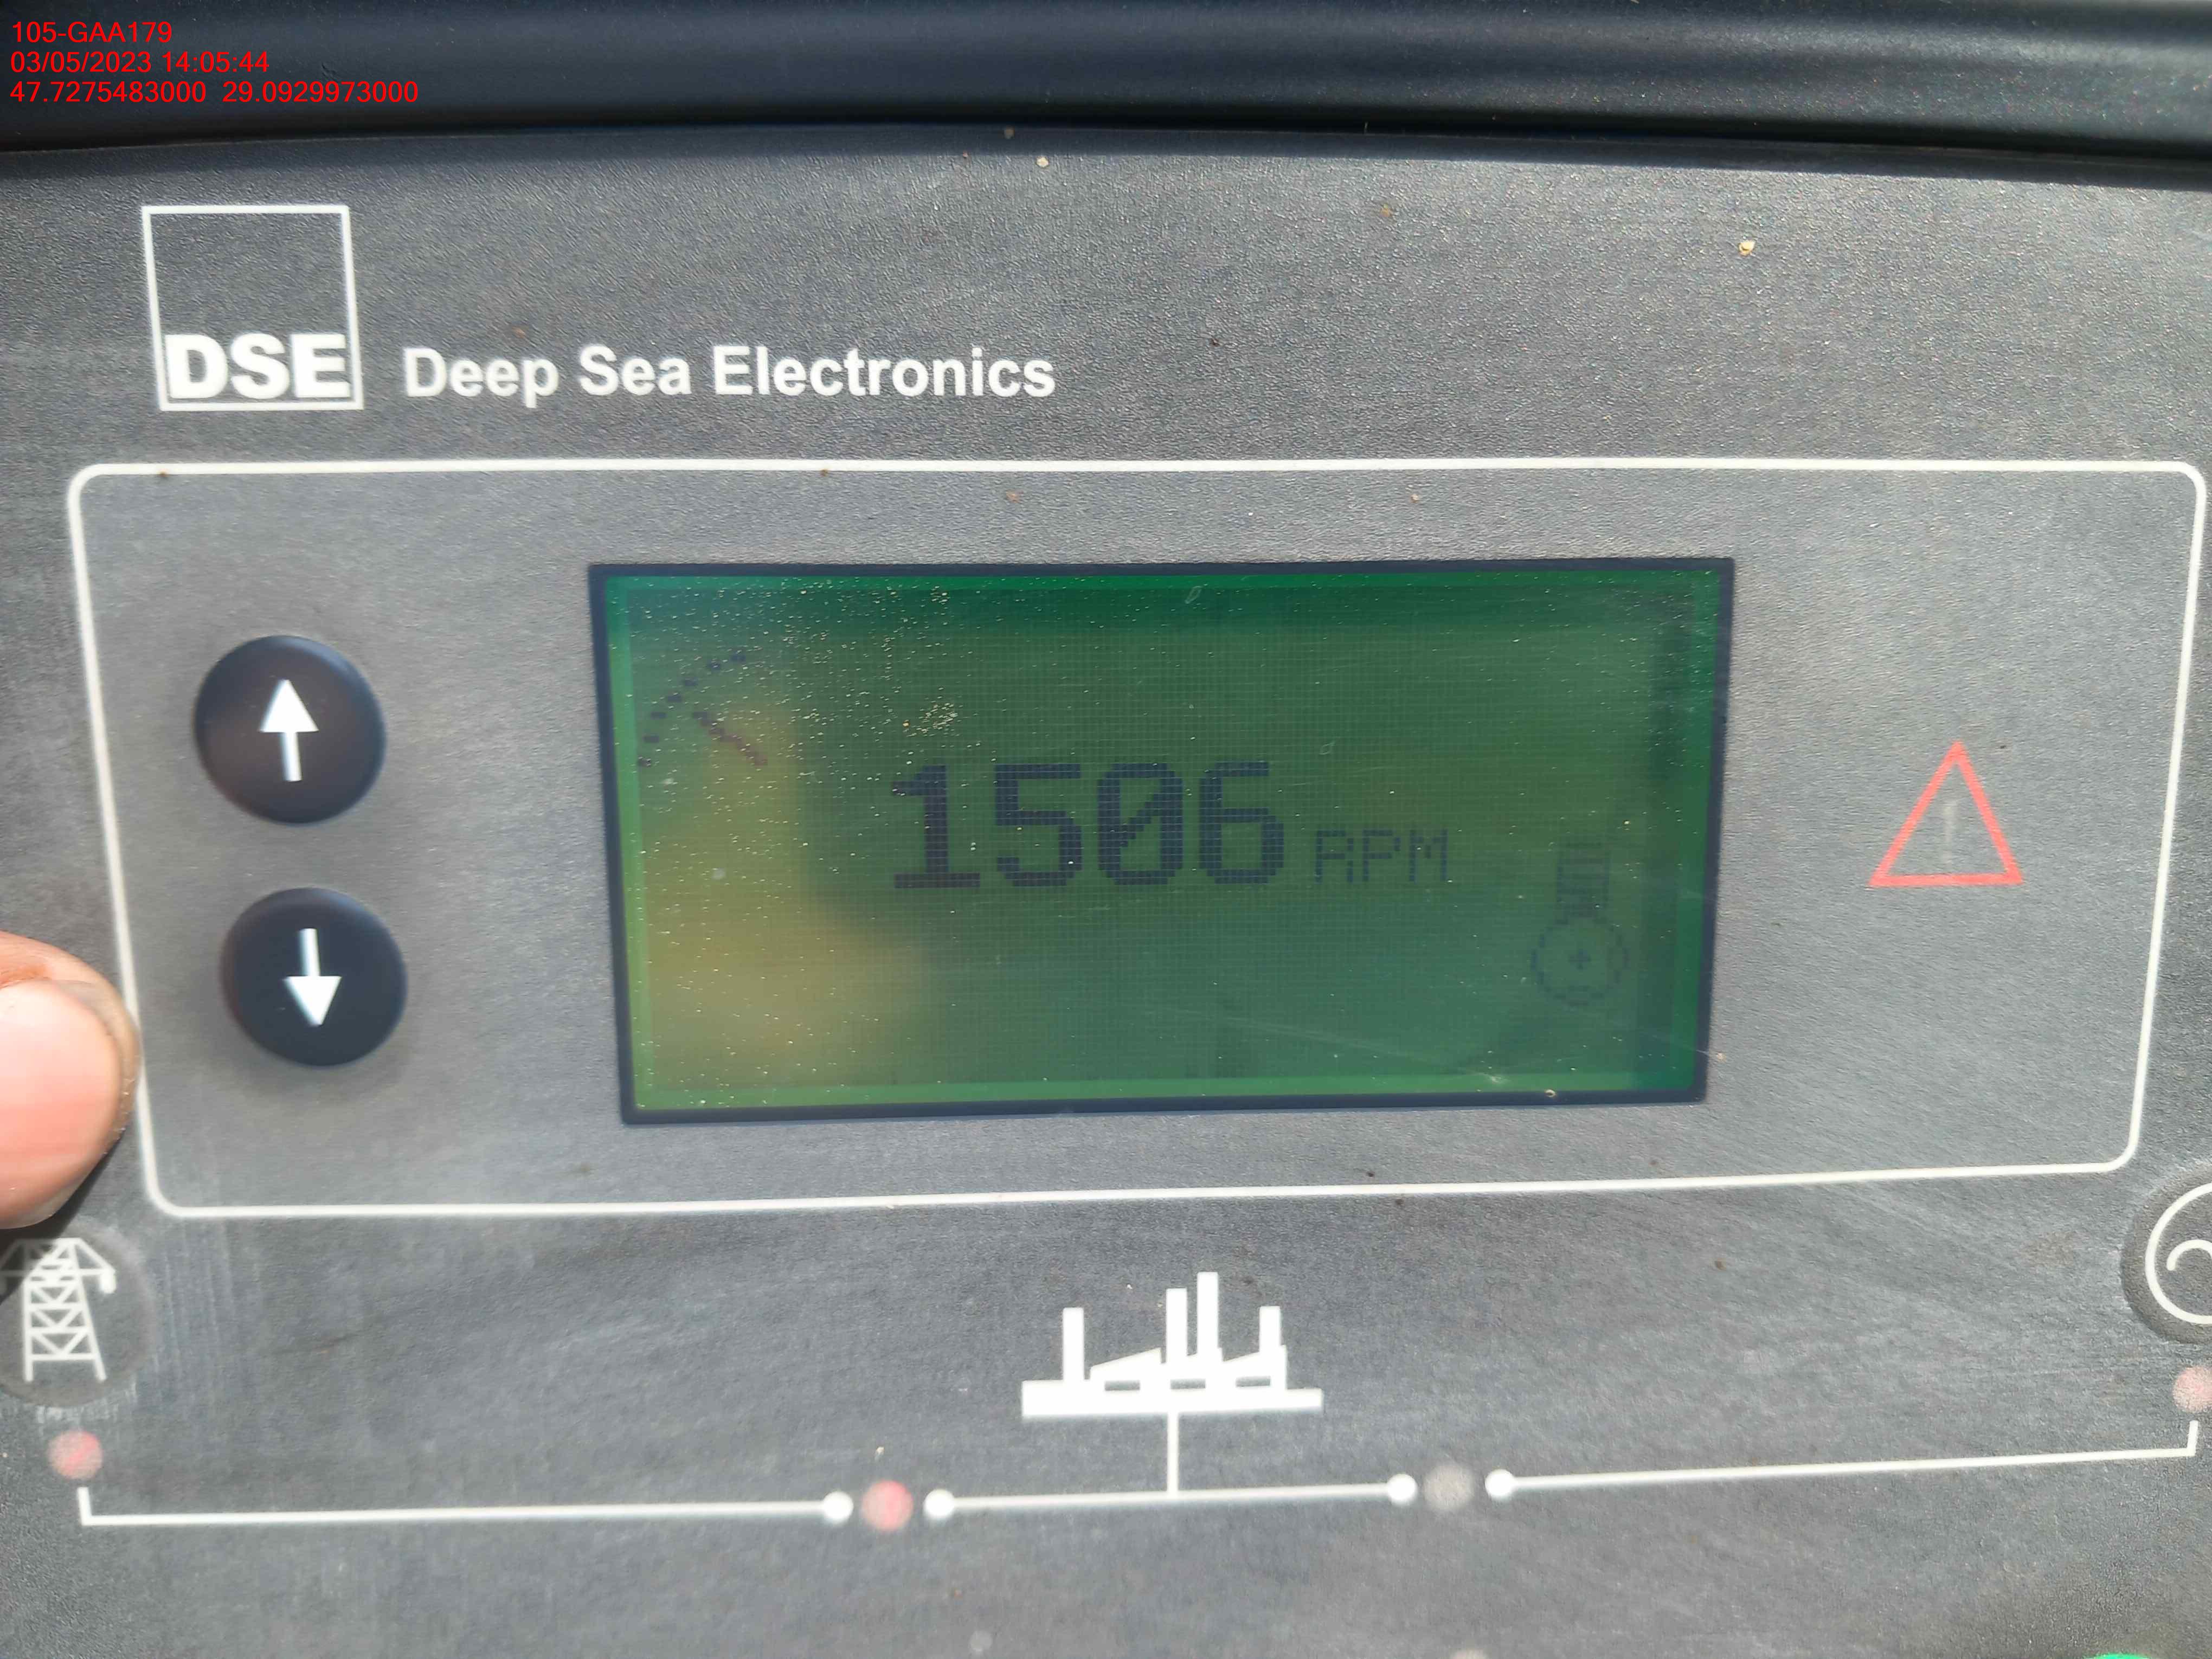 105-GAA179
03/05/2023 14:05:44
47.7275483000 29.0929973000
DSE Deep Sea Electronics
1506 RPM